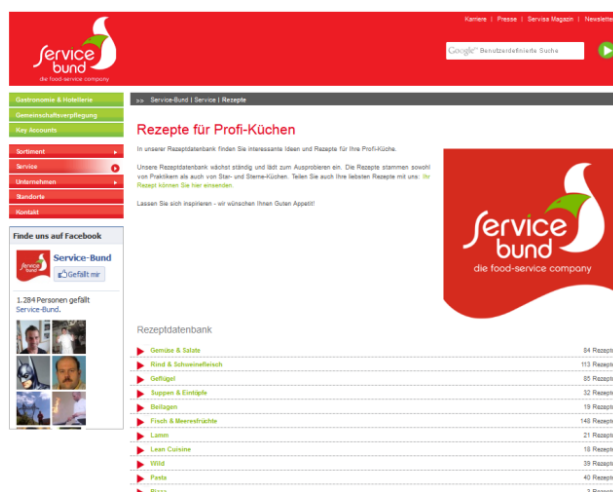 Karriere | Presse | Servisa Magazin | Newsletter
Service
bund
die food-service company
Google™ Benutzerdefinierte Suche
Gastronomie & Hotellerie
Gemeinschaftsverpflegung
Key Accounts
>> Service-Bund | Service | Rezepte
Sortiment
Service
Unternehmen
Standorte
Kontakt
Rezepte für Profi-Küchen
In unserer Rezeptdatenbank finden Sie interessante Ideen und Rezepte für Ihre Profi-Küche.
Unsere Rezeptdatenbank wächst ständig und lädt zum Ausprobieren ein. Die Rezepte stammen sowohl
von Praktikern als auch von Star- und Sterne-Küchen. Teilen Sie auch Ihre liebsten Rezepte mit uns: Ihr
Rezept können Sie hier einsenden.
Lassen Sie sich inspirieren - wir wünschen Ihnen Guten Appetit!
Service
bund
die food-service company
Finde uns auf Facebook
Service
bund
Service-Bund
Gefällt mir
1.284 Personen gefällt
Service-Bund.
Rezeptdatenbank
Gemüse & Salate 84 Rezepte
Rind & Schweinefleisch 113 Rezepte
Geflügel 85 Rezepte
Suppen & Eintöpfe 32 Rezepte
Beilagen 19 Rezepte
Fisch & Meeresfrüchte 148 Rezepte
Lamm 21 Rezepte
Lean Cuisine 18 Rezepte
Wild 39 Rezepte
Pasta 40 Rezepte